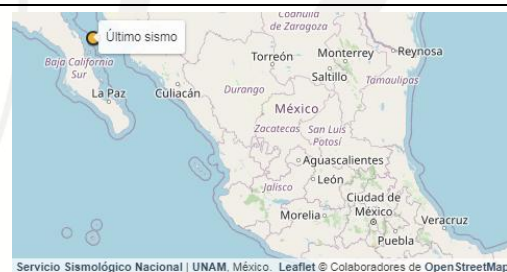 Coahuila
de Zaragoza
Último sismo
Monterrey
Reynosa
Torreón
Baja California
Sur
Saltillo
Tamaulipas
La Paz
Culiacán
Durango
México
Zacatecas
San Luis
Potosí
Aguascalientes
León
Jalisco
Ciudad de
México
Morelia
Veracruz
Puebla
Servicio Sismológico Nacional | UNAM, México. Leaflet © Colaboradores de OpenStreetMap